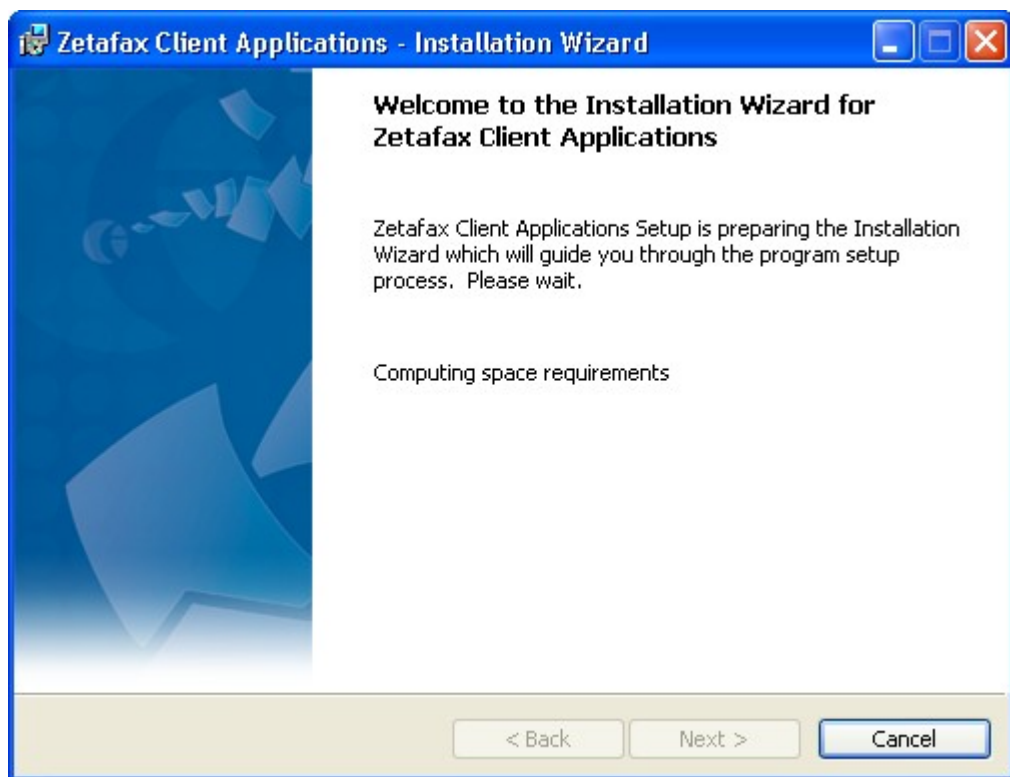 Zetafax Client Applications - Installation Wizard
Welcome to the Installation Wizard for
Zetafax Client Applications
Zetafax Client Applications Setup is preparing the Installation
Wizard which will guide you through the program setup
process. Please wait.
Computing space requirements
< Back Next > Cancel